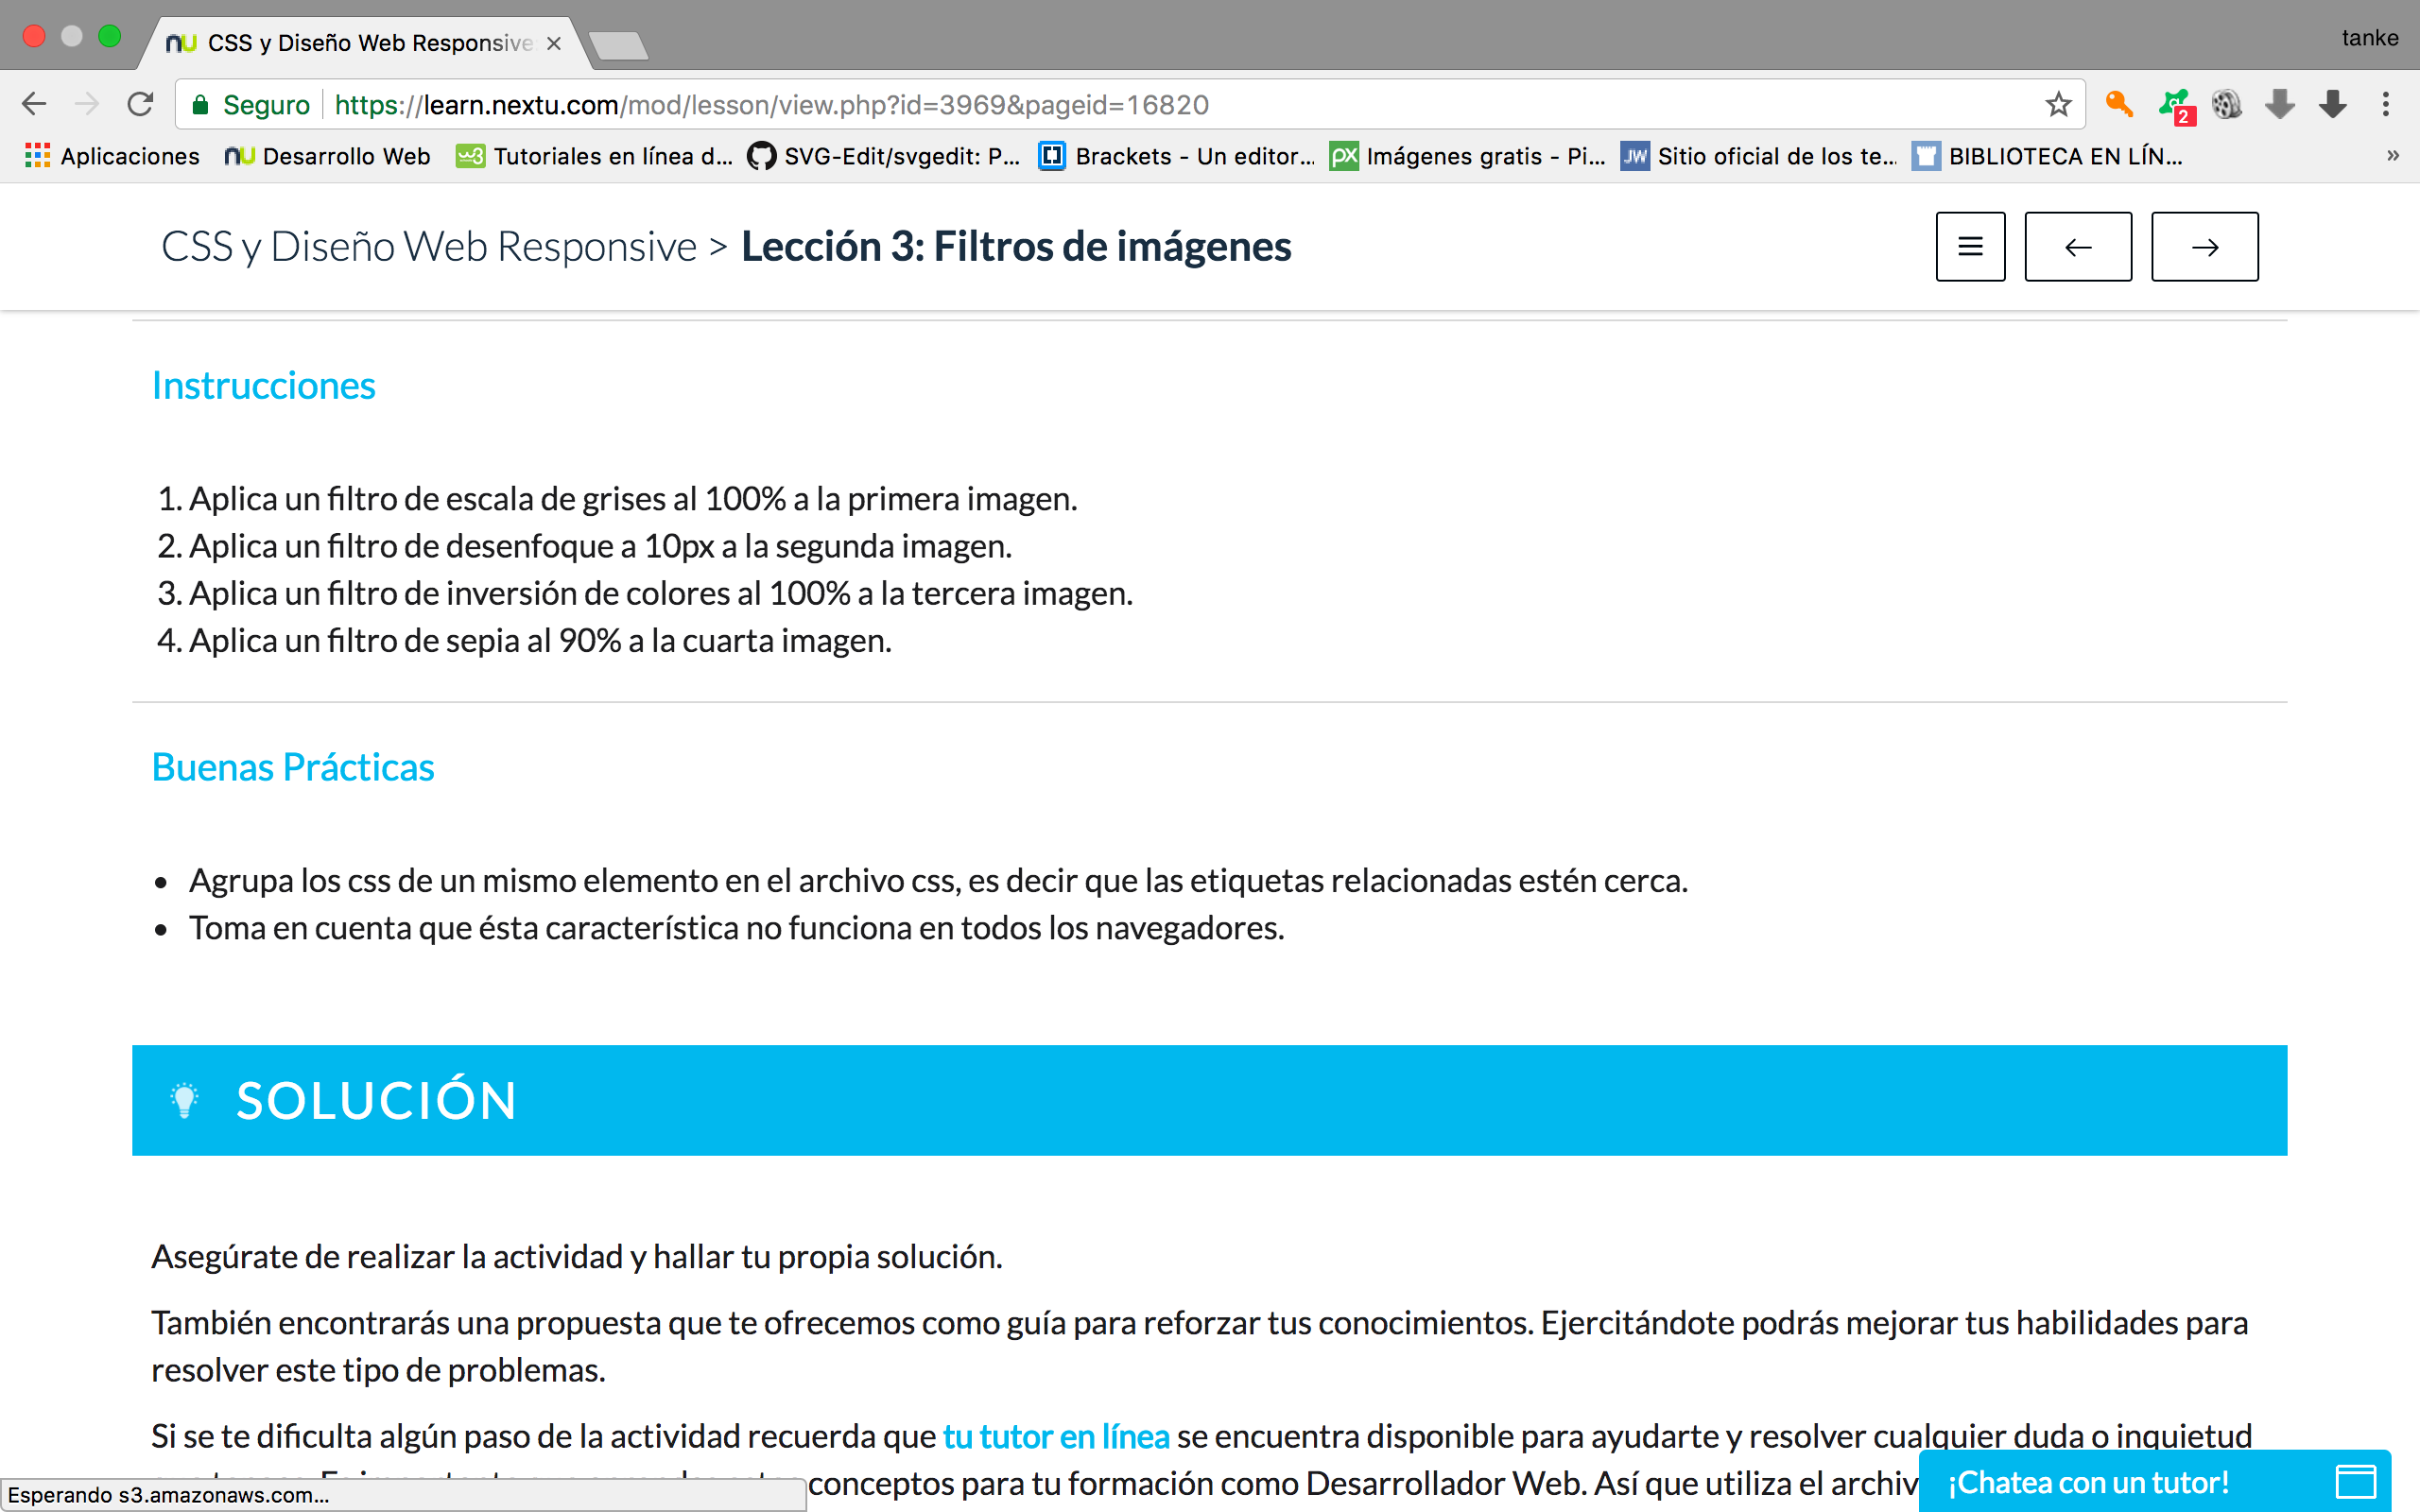 CSS y Diseño Web Responsive
tanke
Seguro https://learn.nextu.com/mod/lesson/view.php?id=3969&pageid=16820
2
Aplicaciones Desarrollo Web Tutoriales en línea d... SVG-Edit/svgedit: P... Brackets - Un editor... Imágenes gratis - Pi... Sitio oficial de los te... BIBLIOTECA EN LÍN... »
CSS y Diseño Web Responsive > Lección 3: Filtros de imágenes
Instrucciones
1. Aplica un filtro de escala de grises al 100% a la primera imagen.
2. Aplica un filtro de desenfoque a 10px a la segunda imagen.
3. Aplica un filtro de inversión de colores al 100% a la tercera imagen.
4. Aplica un filtro de sepia al 90% a la cuarta imagen.
Buenas Prácticas
• Agrupa los css de un mismo elemento en el archivo css, es decir que las etiquetas relacionadas estén cerca.
• Toma en cuenta que ésta característica no funciona en todos los navegadores.
SOLUCIÓN
Asegúrate de realizar la actividad y hallar tu propia solución.
También encontrarás una propuesta que te ofrecemos como guía para reforzar tus conocimientos. Ejercitándote podrás mejorar tus habilidades para
resolver este tipo de problemas.
Si se te dificulta algún paso de la actividad recuerda que tu tutor en línea se encuentra disponible para ayudarte y resolver cualquier duda o inquietud
conceptos para tu formación como Desarrollador Web. Así que utiliza el archiv
¡Chatea con un tutor!
Esperando s3.amazonaws.com...